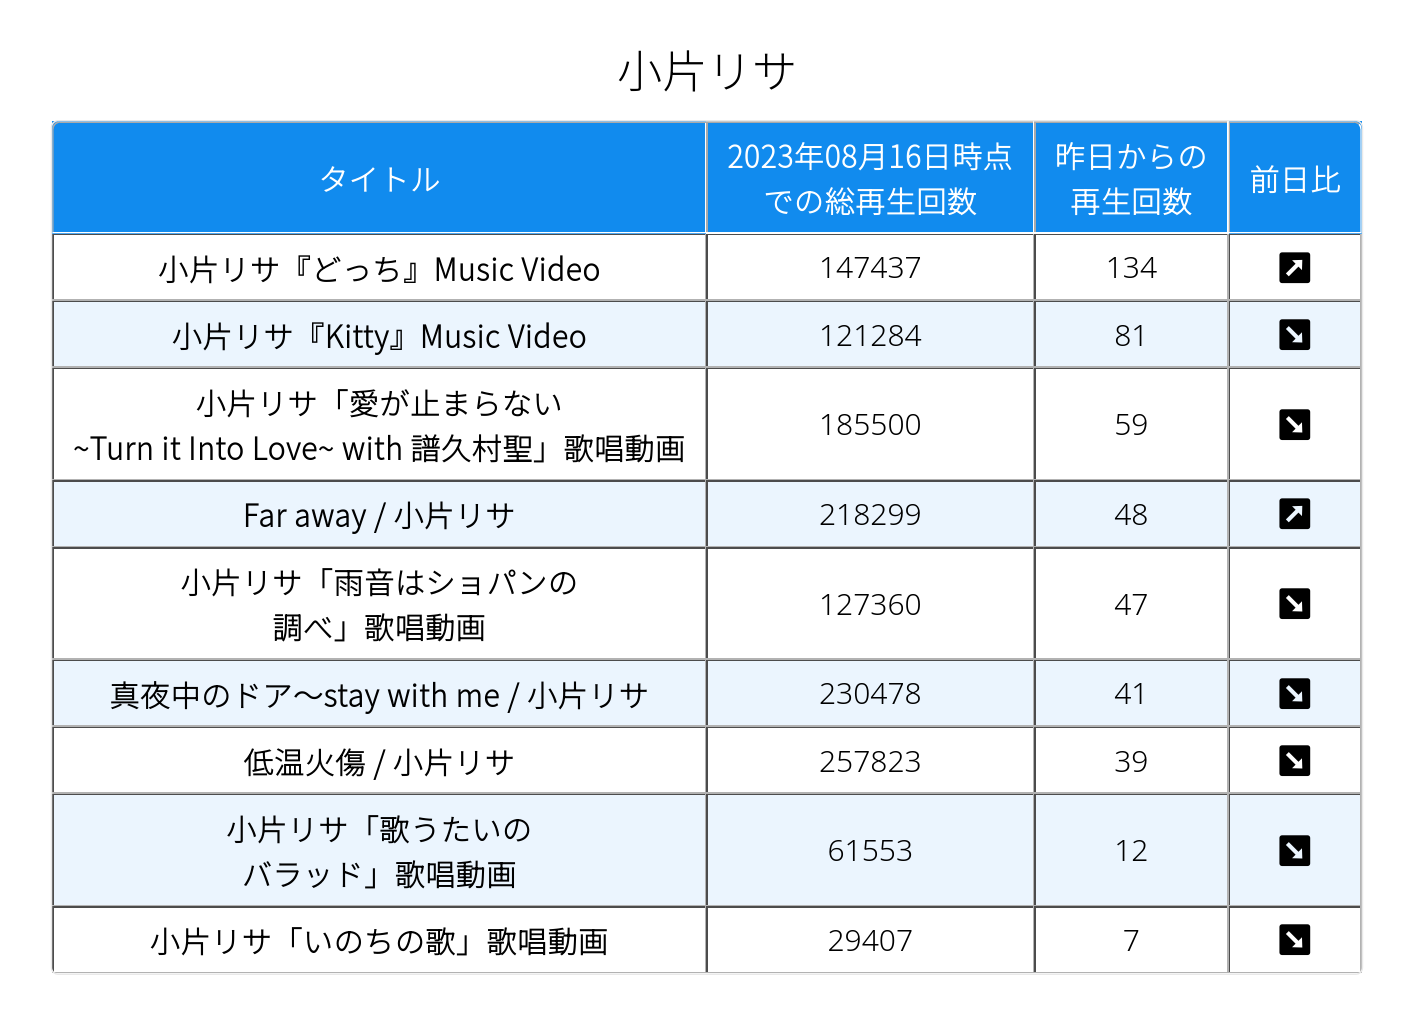 小片リサ
タイトル
2023年08月16日時点
での総再生回数
昨日からの
再生回数
前日比
小片リサ『どっち』Music Video
147437
134
小片リサ『Kitty』Music Video
121284
81
小片リサ「愛が止まらない
~Turn it Into Love~ with 譜久村聖」歌唱動画
185500
59
Far away / 小片リサ
218299
48
小片リサ「雨音はショパンの
調べ」歌唱動画
127360
47
真夜中のドア〜stay with me / 小片リサ
230478
41
低温火傷 / 小片リサ
257823
39
小片リサ「歌うたいの
バラッド」歌唱動画
61553
12
小片リサ「いのちの歌」歌唱動画
29407
7